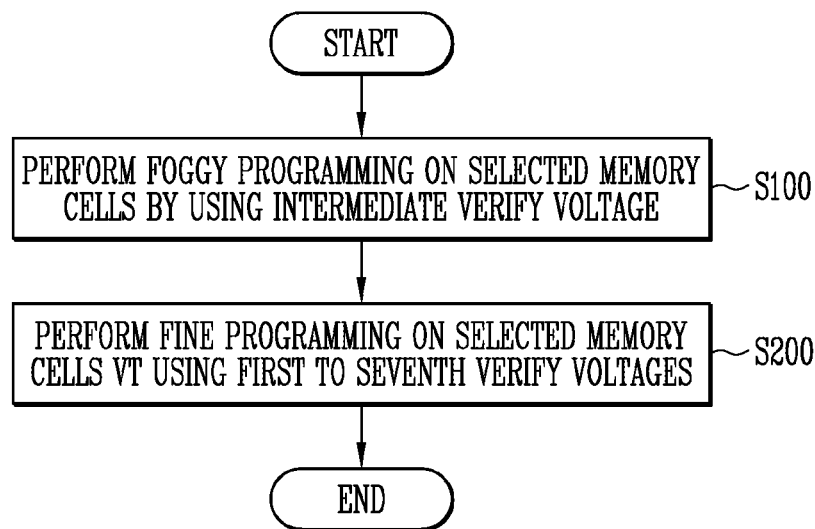 START
PERFORM FOGGY PROGRAMMING ON SELECTED MEMORY
CELLS BY USING INTERMEDIATE VERIFY VOLTAGE
S100
PERFORM FINE PROGRAMMING ON SELECTED MEMORY
CELLS VT USING FIRST TO SEVENTH VERIFY VOLTAGES
S200
END